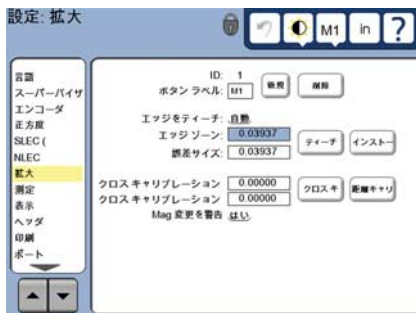 設定: 拡大
M1
in
?
言語
スーパーバイザ
エンコーダ
正方度
SLEC (
NLEC
拡大
測定
表示
ヘッダ
印刷
ポート
ID: 1
ボタン ラベル: M1 新規 削除
エッジをティーチ: 自動
エッジ ゾーン: 0.03937
誤差サイズ: 0.03937
ティーチ インストー
クロス キャリブレーション 0.00000
クロス キャリブレーション 0.00000
クロス キ 距離キャリ
Mag 変更を警告 はい